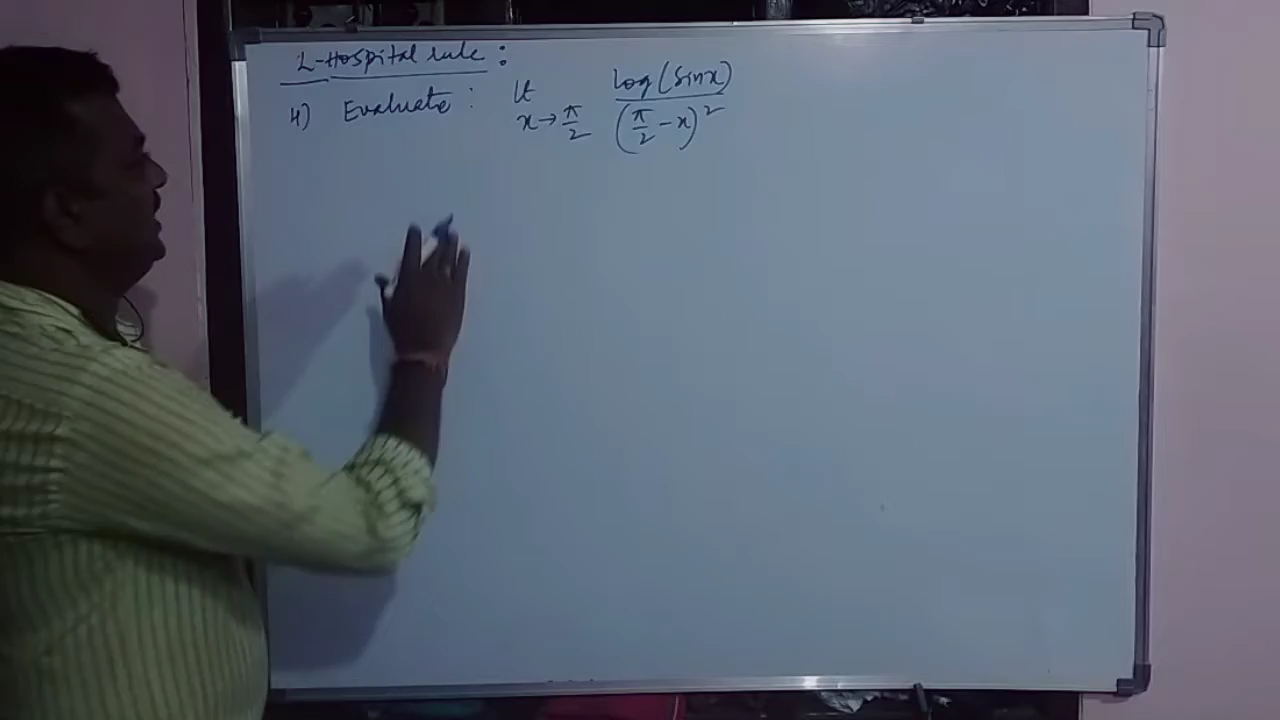 L-Hospital rule :
4) Evaluate : lt x→π/2 log(sinx)/(π/2 - x)²